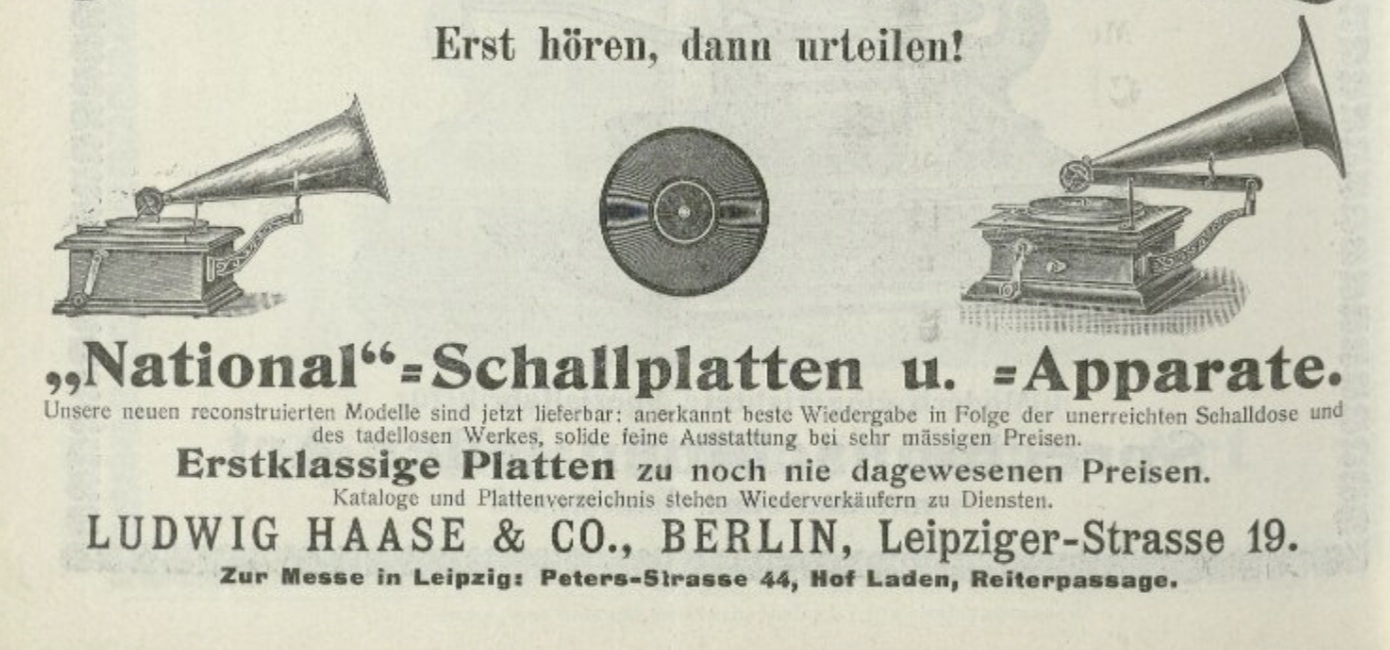 Erst hören, dann urteilen!
„National“=Schallplatten u. =Apparate.
Unsere neuen reconstruierten Modelle sind jetzt lieferbar: anerkannt beste Wiedergabe in Folge der unerreichten Schalldose und
des tadellosen Werkes, solide feine Ausstattung bei sehr mässigen Preisen.
Erstklassige Platten zu noch nie dagewesenen Preisen.
Kataloge und Plattenverzeichnis stehen Wiederverkäufern zu Diensten.
LUDWIG HAASE & CO., BERLIN, Leipziger-Strasse 19.
Zur Messe in Leipzig: Peters-Strasse 44, Hof Laden, Reiterpassage.